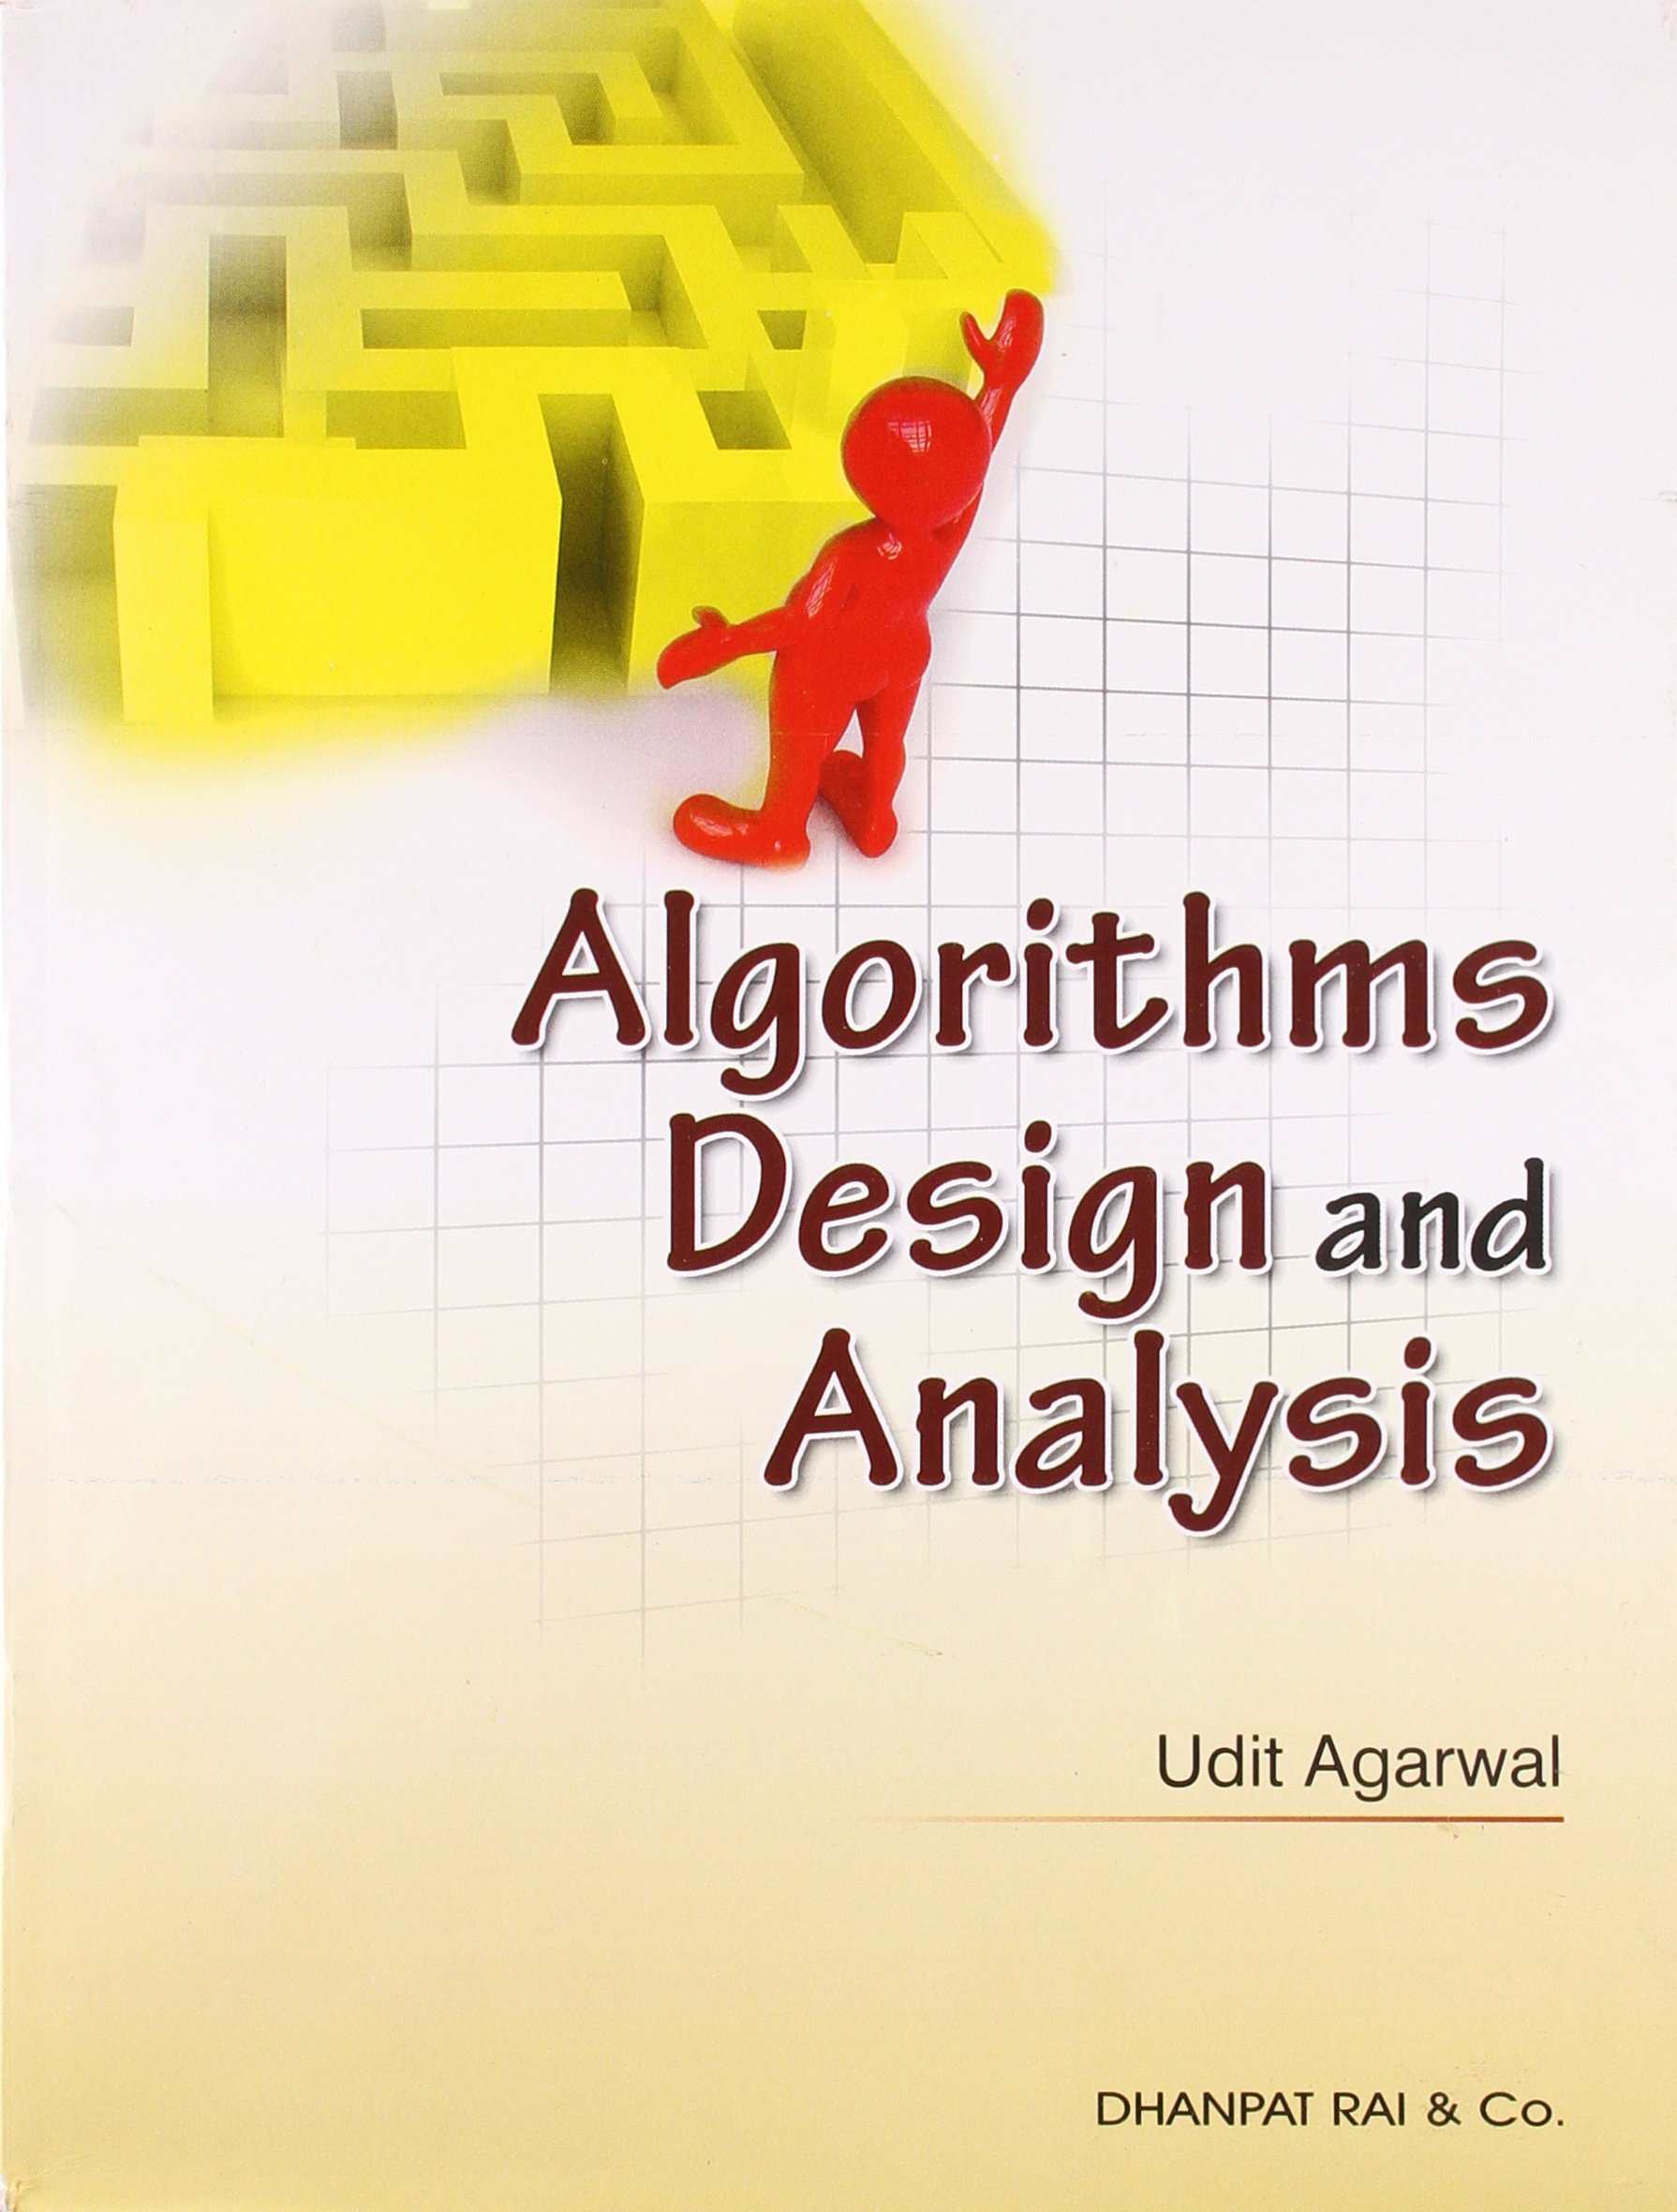 Algorithms
Design and
Analysis
Udit Agarwal
DHANPAT RAI & Co.